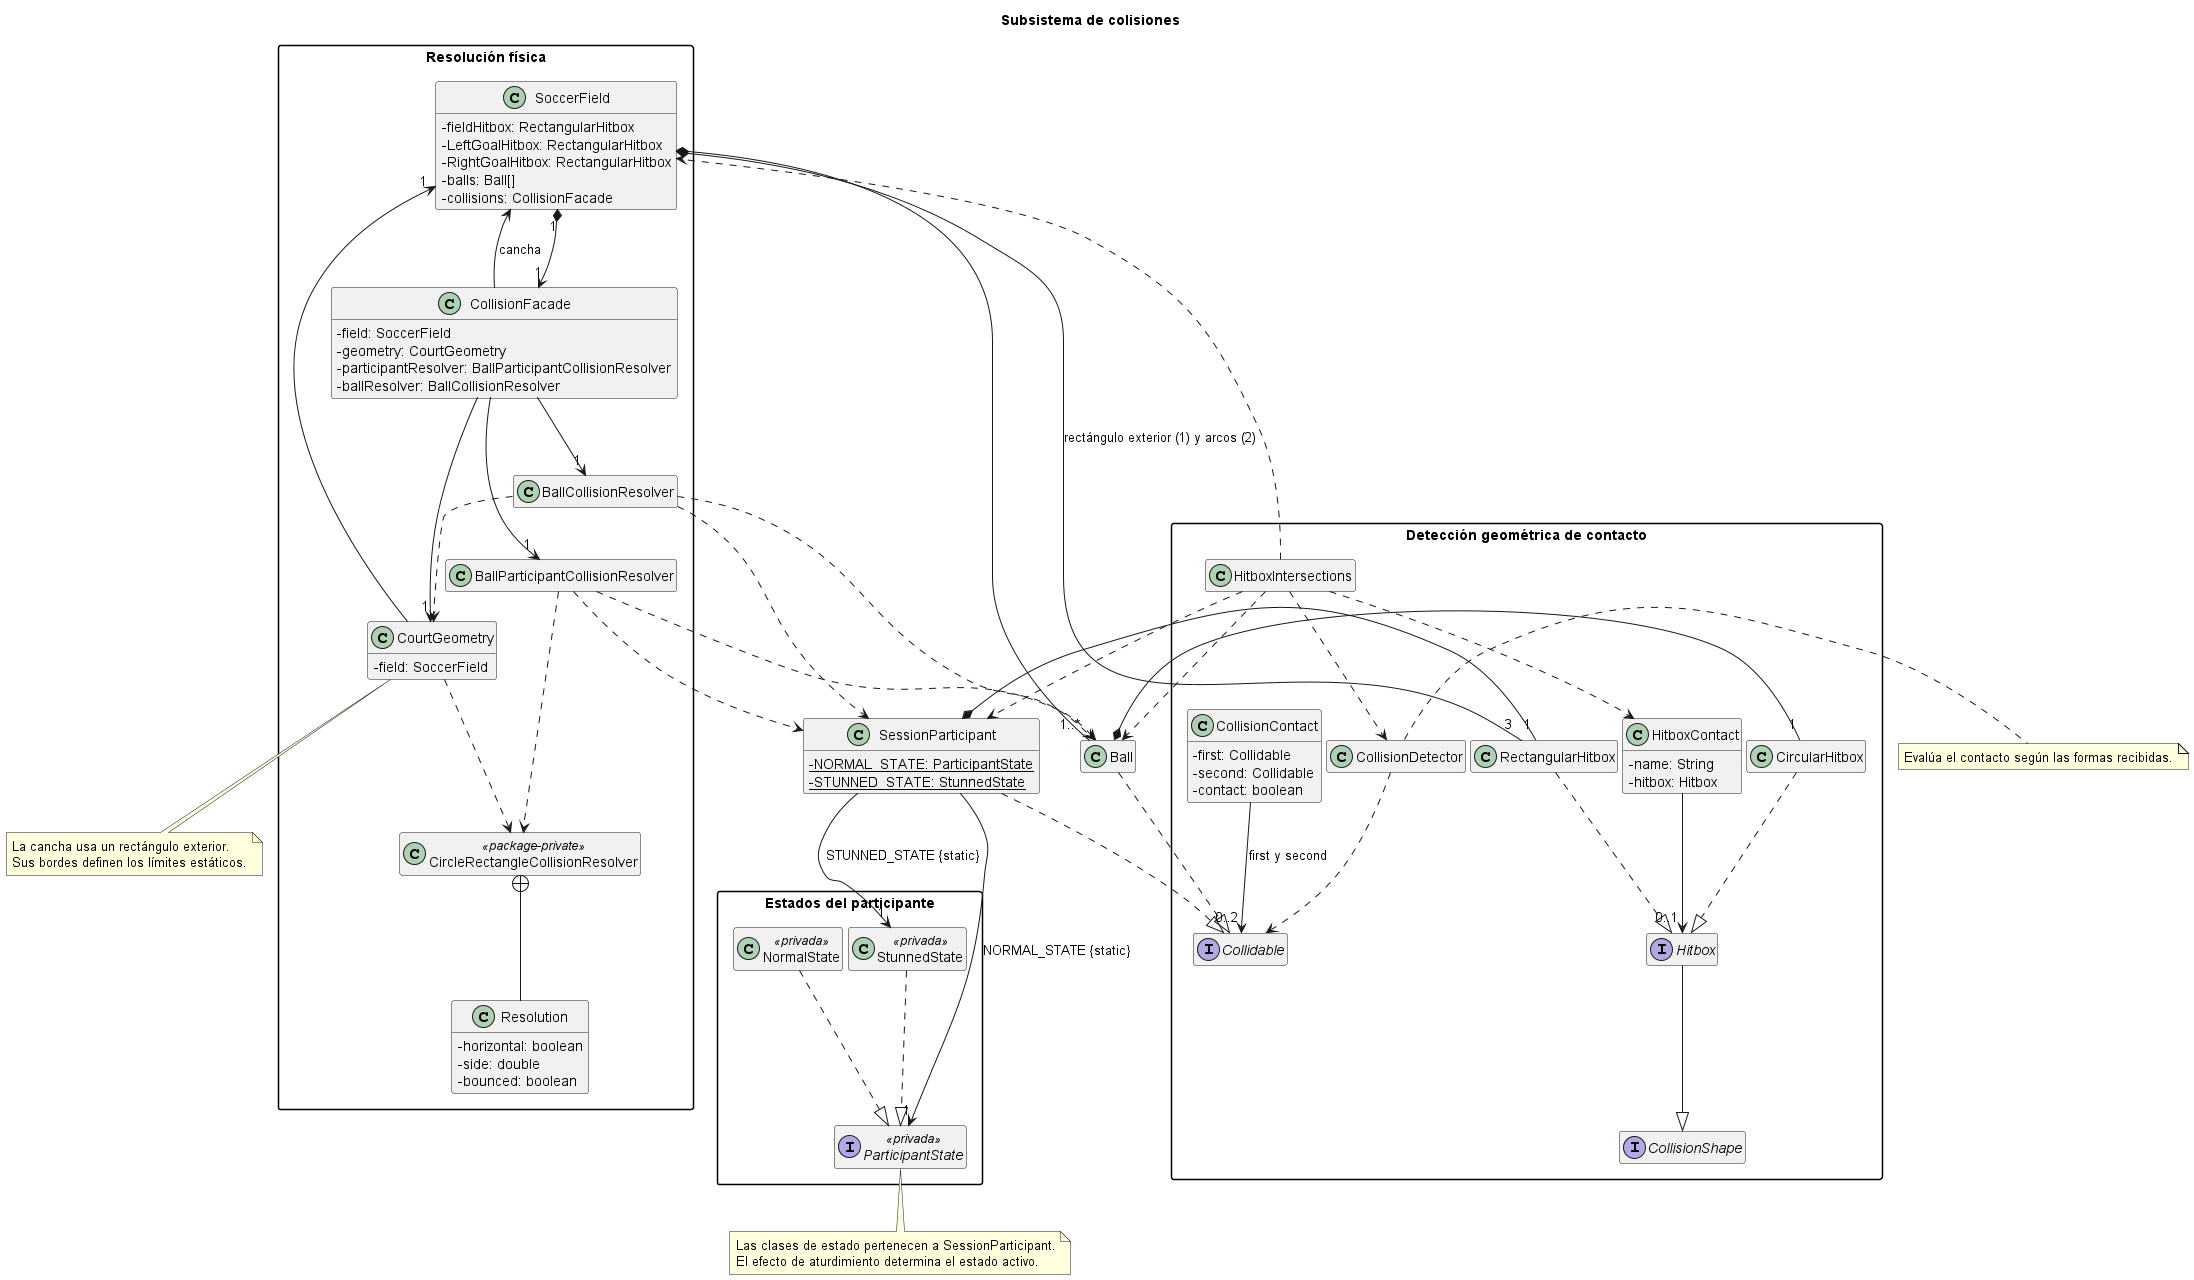 Subsistema de colisiones
Resolución física
C SoccerField
-fieldHitbox: RectangularHitbox
-LeftGoalHitbox: RectangularHitbox
-RightGoalHitbox: RectangularHitbox
-balls: Ball[]
-collisions: CollisionFacade
1
1
cancha
1
C CollisionFacade
-field: SoccerField
-geometry: CourtGeometry
-participantResolver: BallParticipantCollisionResolver
-ballResolver: BallCollisionResolver
rectángulo exterior (1) y arcos (2)
1
C BallCollisionResolver
Detección geométrica de contacto
1
C BallParticipantCollisionResolver
C HitboxIntersections
1
C CourtGeometry
-field: SoccerField
C SessionParticipant
-NORMAL_STATE: ParticipantState
-STUNNED_STATE: StunnedState
C Ball
C CollisionContact
-first: Collidable
-second: Collidable
-contact: boolean
C CollisionDetector
3
1
C RectangularHitbox
C HitboxContact
-name: String
-hitbox: Hitbox
1
C CircularHitbox
Evalúa el contacto según las formas recibidas.
La cancha usa un rectángulo exterior.
Sus bordes definen los límites estáticos.
C «package-private»
CircleRectangleCollisionResolver
STUNNED_STATE {static}
first y second
Estados del participante
0..2
0..1
C «privada»
NormalState
C «privada»
StunnedState
NORMAL_STATE {static}
I Collidable
I Hitbox
C Resolution
-horizontal: boolean
-side: double
-bounced: boolean
I «privada»
ParticipantState
I CollisionShape
Las clases de estado pertenecen a SessionParticipant.
El efecto de aturdimiento determina el estado activo.